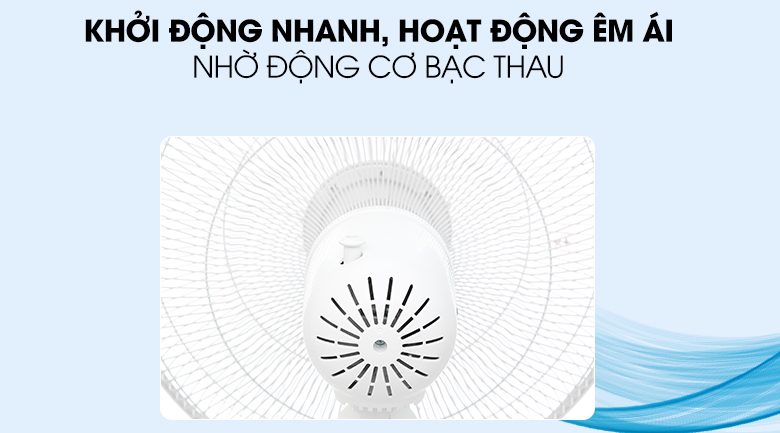 KHỞI ĐỘNG NHANH, HOẠT ĐỘNG ÊM ÁI
NHỜ ĐỘNG CƠ BẠC THAU